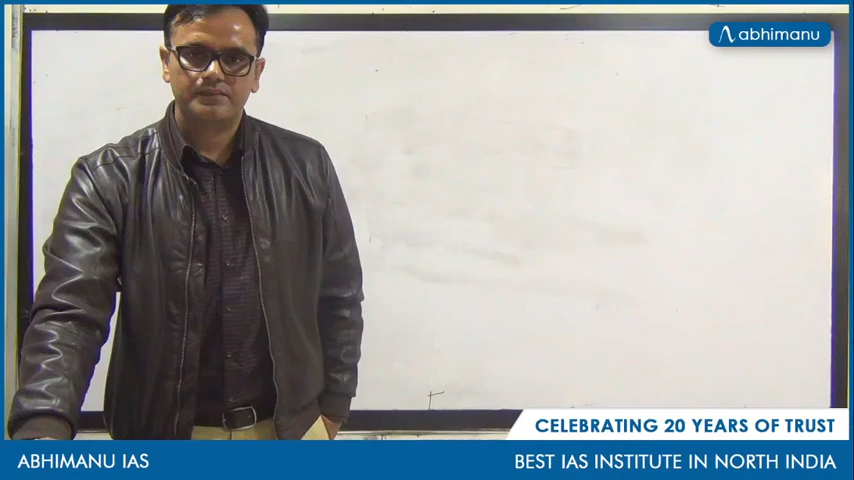 abhimanu
CELEBRATING 20 YEARS OF TRUST
ABHIMANU IAS
BEST IAS INSTITUTE IN NORTH INDIA